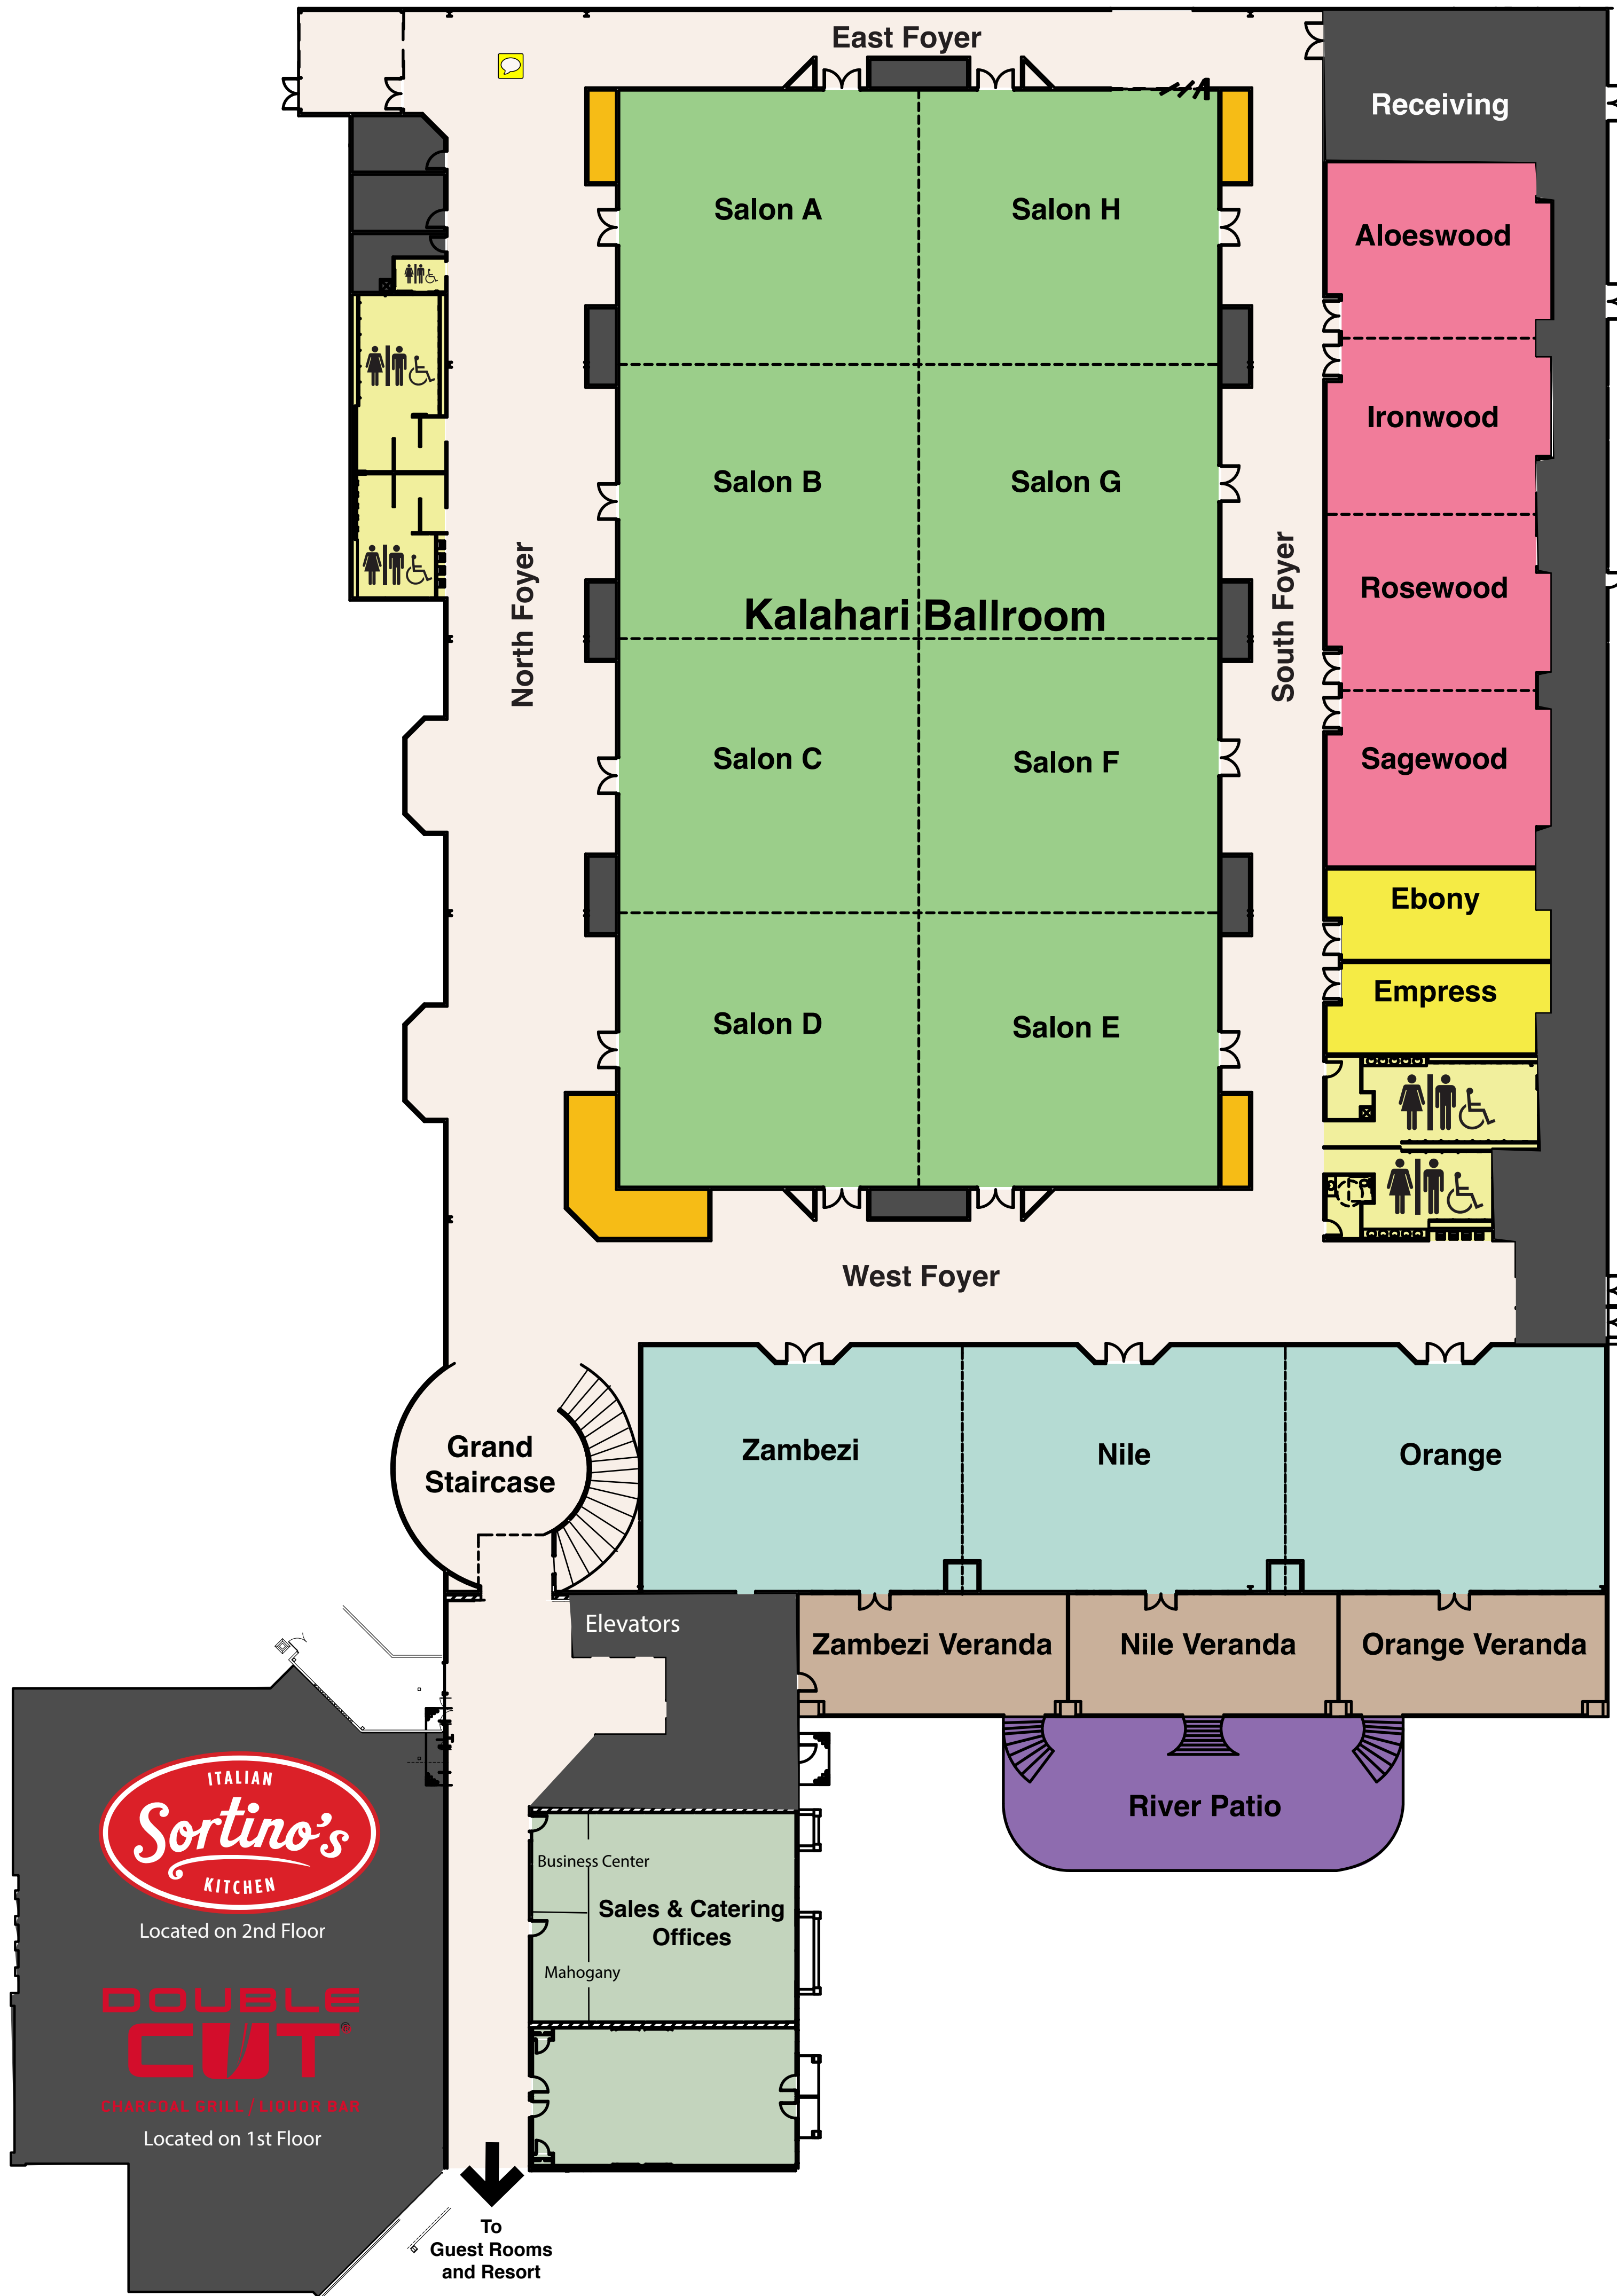 East Foyer
Receiving
Salon A
Salon H
Aloeswood
Ironwood
Salon B
Salon G
North Foyer
South Foyer
Rosewood
Kalahari Ballroom
Salon C
Salon F
Sagewood
Ebony
Empress
Salon D
Salon E
West Foyer
Grand
Staircase
Zambezi
Nile
Orange
Elevators
Zambezi Veranda
Nile Veranda
Orange Veranda
River Patio
ITALIAN
Sortino's
KITCHEN
Located on 2nd Floor
Business Center
Sales & Catering
Offices
Mahogany
DOUBLE
CUT®
CHARCOAL GRILL / LIQUOR BAR
Located on 1st Floor
To
Guest Rooms
and Resort